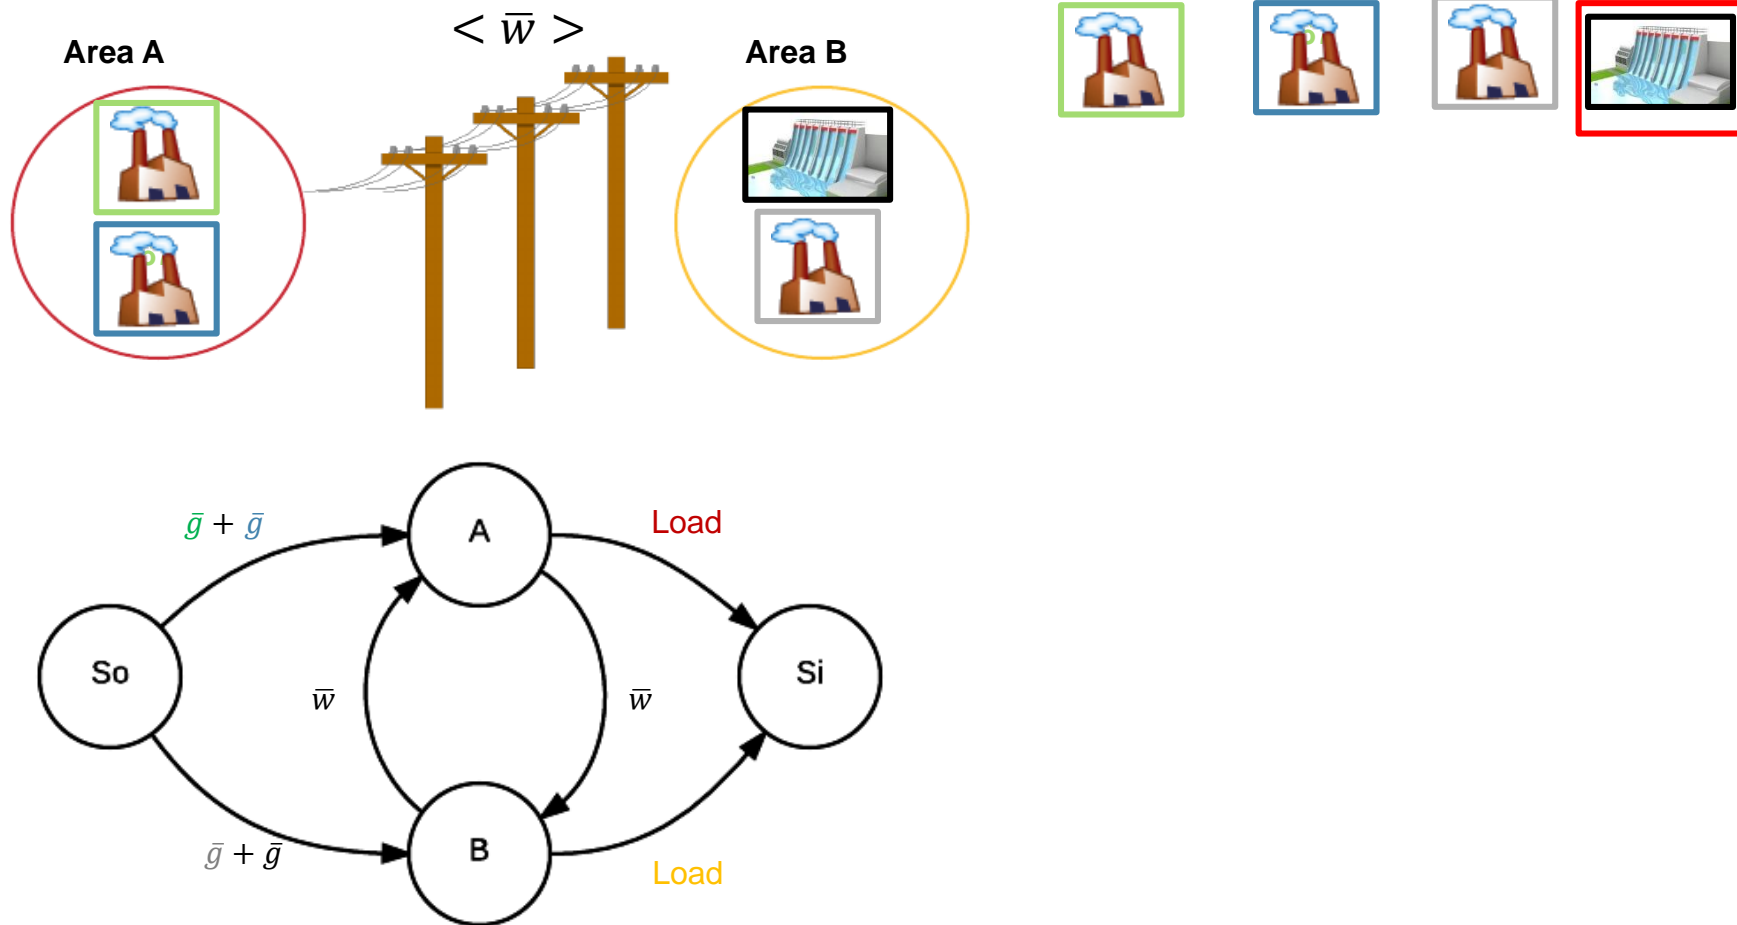 < w̄ >
Area A
Area B
ḡ + ḡ
A
Load
So
w̄
w̄
Si
ḡ + ḡ
B
Load